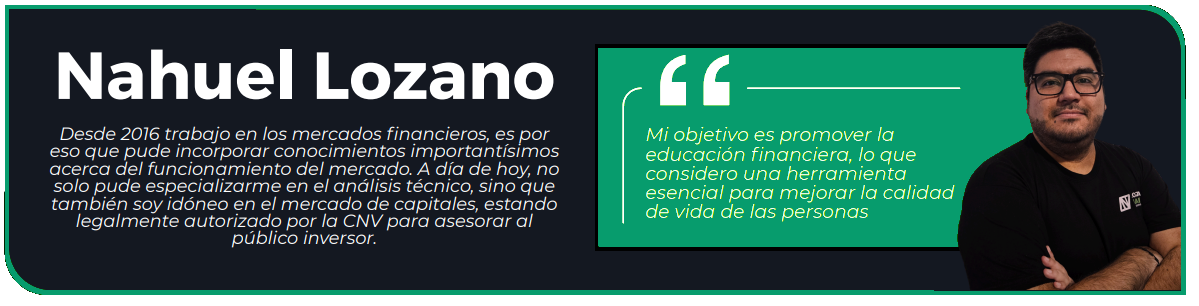 Nahuel Lozano
Desde 2016 trabajo en los mercados financieros, es por
eso que pude incorporar conocimientos importantísimos
acerca del funcionamiento del mercado. A día de hoy, no
solo pude especializarme en el análisis técnico, sino que
también soy idóneo en el mercado de capitales, estando
legalmente autorizado por la CNV para asesorar al
público inversor.
Mi objetivo es promover la
educación financiera, lo que
considero una herramienta
esencial para mejorar la calidad
de vida de las personas